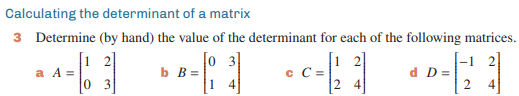 Calculating the determinant of a matrix
3 Determine (by hand) the value of the determinant for each of the following matrices.
a A = [1 2; 0 3] b B = [0 3; 1 4] c C = [1 2; 2 4] d D = [−1 2; 2 4]